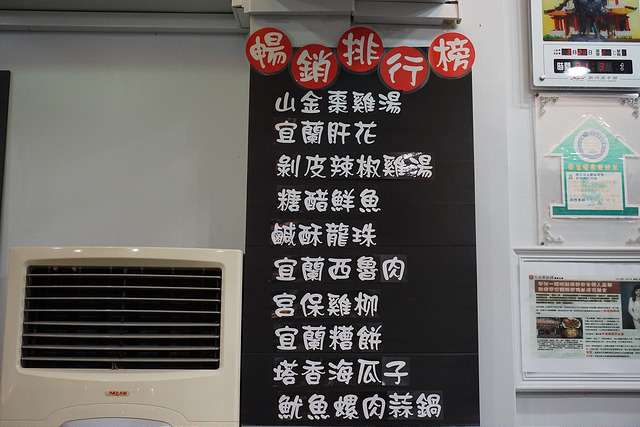 暢銷排行榜
山金棗雞湯
宜蘭肝花
剝皮辣椒雞湯
糖醋鮮魚
鹹酥龍珠
宜蘭西魯肉
宮保雞柳
宜蘭糟餅
塔香海瓜子
魷魚螺肉蒜鍋